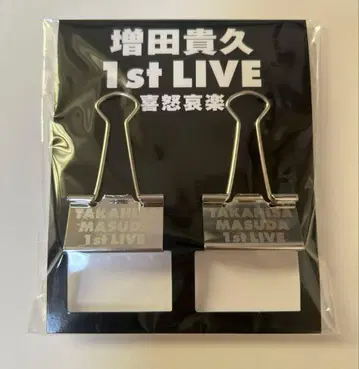 増田貴久
1st LIVE
喜怒哀楽
TAKAHISA
MASUDA
1st LIVE
TAKAHISA
MASUDA
1st LIVE